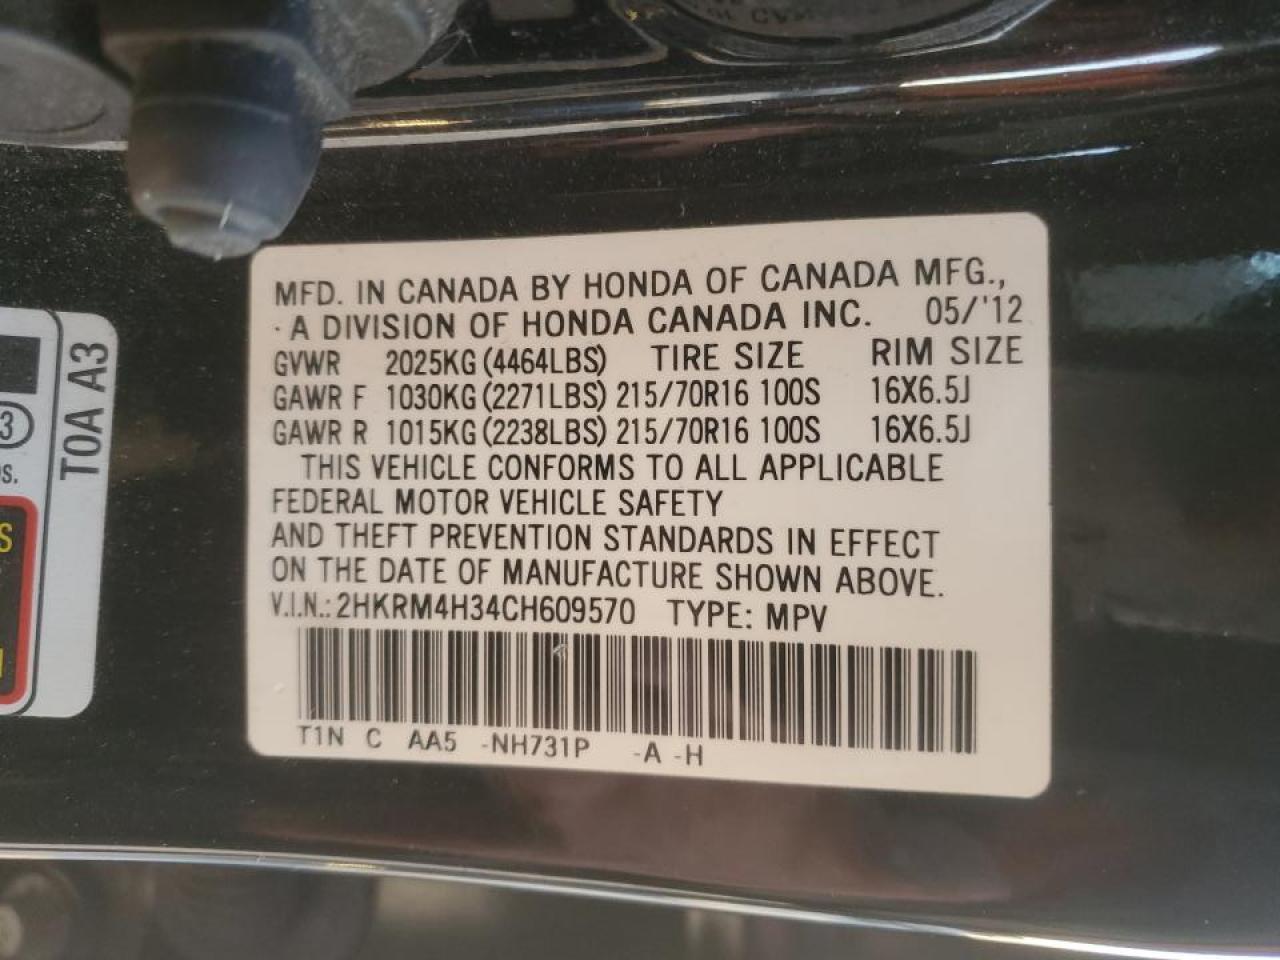 OF CANADA
MFD. IN CANADA BY HONDA OF CANADA MFG.,
A DIVISION OF HONDA CANADA INC. 05/'12
GVWR 2025KG (4464LBS) TIRE SIZE RIM SIZE
GAWR F 1030KG (2271LBS) 215/70R16 100S 16X6.5J
GAWR R 1015KG (2238LBS) 215/70R16 100S 16X6.5J
THIS VEHICLE CONFORMS TO ALL APPLICABLE
FEDERAL MOTOR VEHICLE SAFETY
AND THEFT PREVENTION STANDARDS IN EFFECT
ON THE DATE OF MANUFACTURE SHOWN ABOVE.
V.I.N.: 2HKRM4H34CH609570 TYPE: MPV
T1N C AA5 -NH731P -A -H
T0A A3
3
S